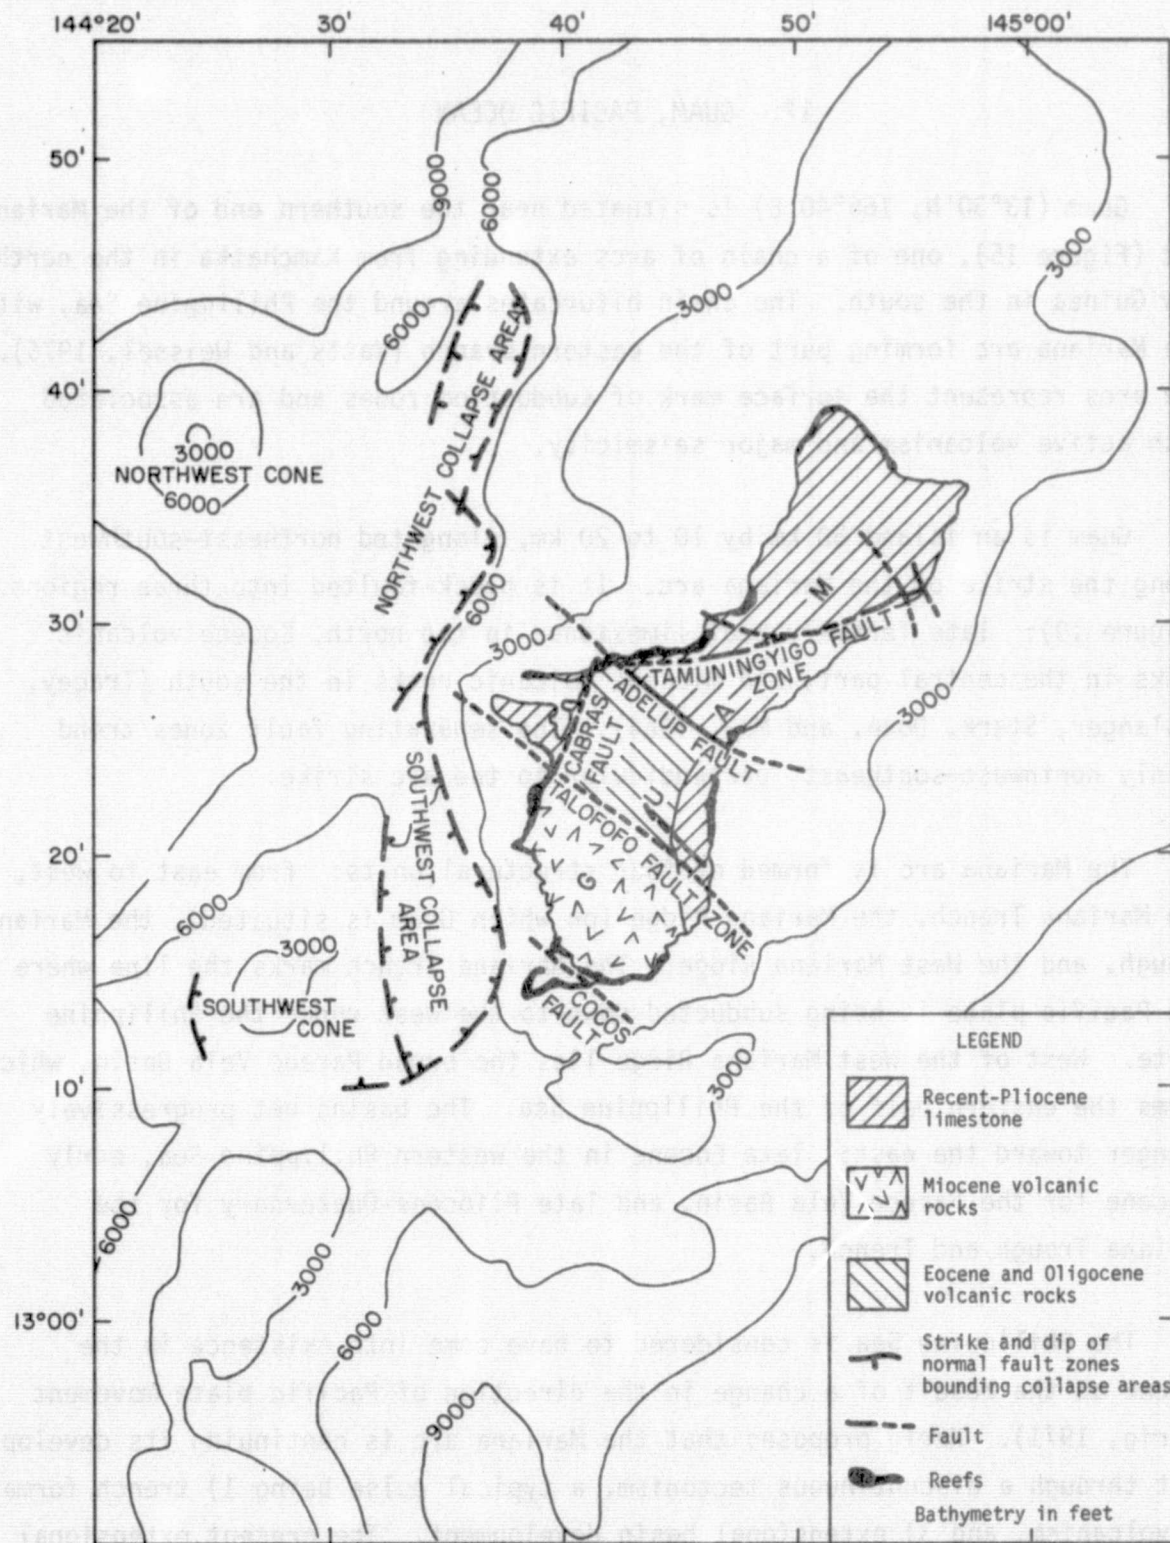 144°20' 30' 40' 50' 145°00'
50'
9000
6000
3000
3000
6000
40'
3000
NORTHWEST CONE
6000
NORTHWEST COLLAPSE AREA
6000
30'
3000
M
TAMUNINGYIGO FAULT
ZONE
3000
ADELUP FAULT
A
CABRAS
FAULT
U
TALOFOFO FAULT ZONE
G
SOUTHWEST COLLAPSE
AREA
20'
6000
3000
SOUTHWEST
CONE
COCOS
FAULT
3000
10'
6000
3000
13°00'
6000
9000
LEGEND
Recent-Pliocene
limestone
Miocene volcanic
rocks
Eocene and Oligocene
volcanic rocks
Strike and dip of
normal fault zones
bounding collapse areas
Fault
Reefs
Bathymetry in feet